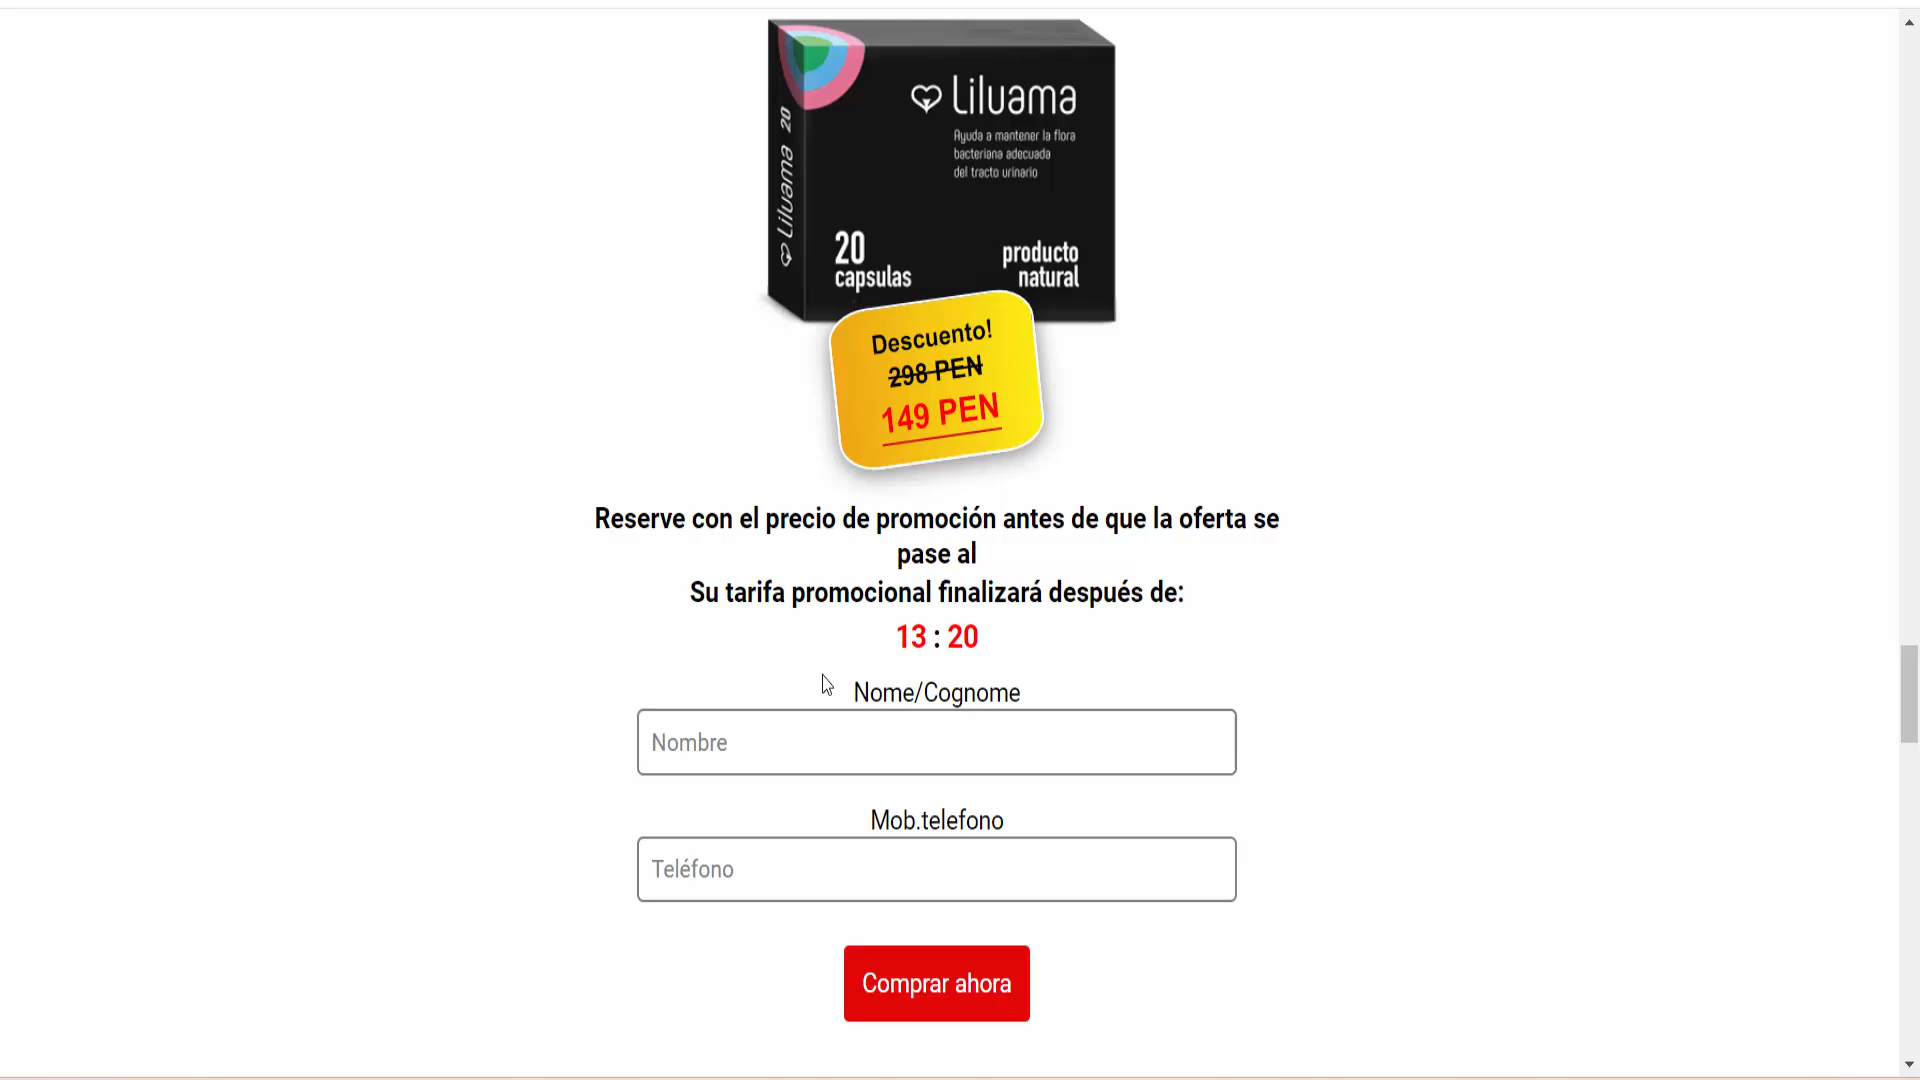 Liluama
Ayuda a mantener la flora
bacteriana adecuada
del tracto urinario
Liluama 20
20
capsulas
producto
natural
Descuento!
298 PEN
149 PEN
Reserve con el precio de promoción antes de que la oferta se
pase al
Su tarifa promocional finalizará después de:
13 : 20
Nome/Cognome
Nombre
Mob.telefono
Teléfono
Comprar ahora